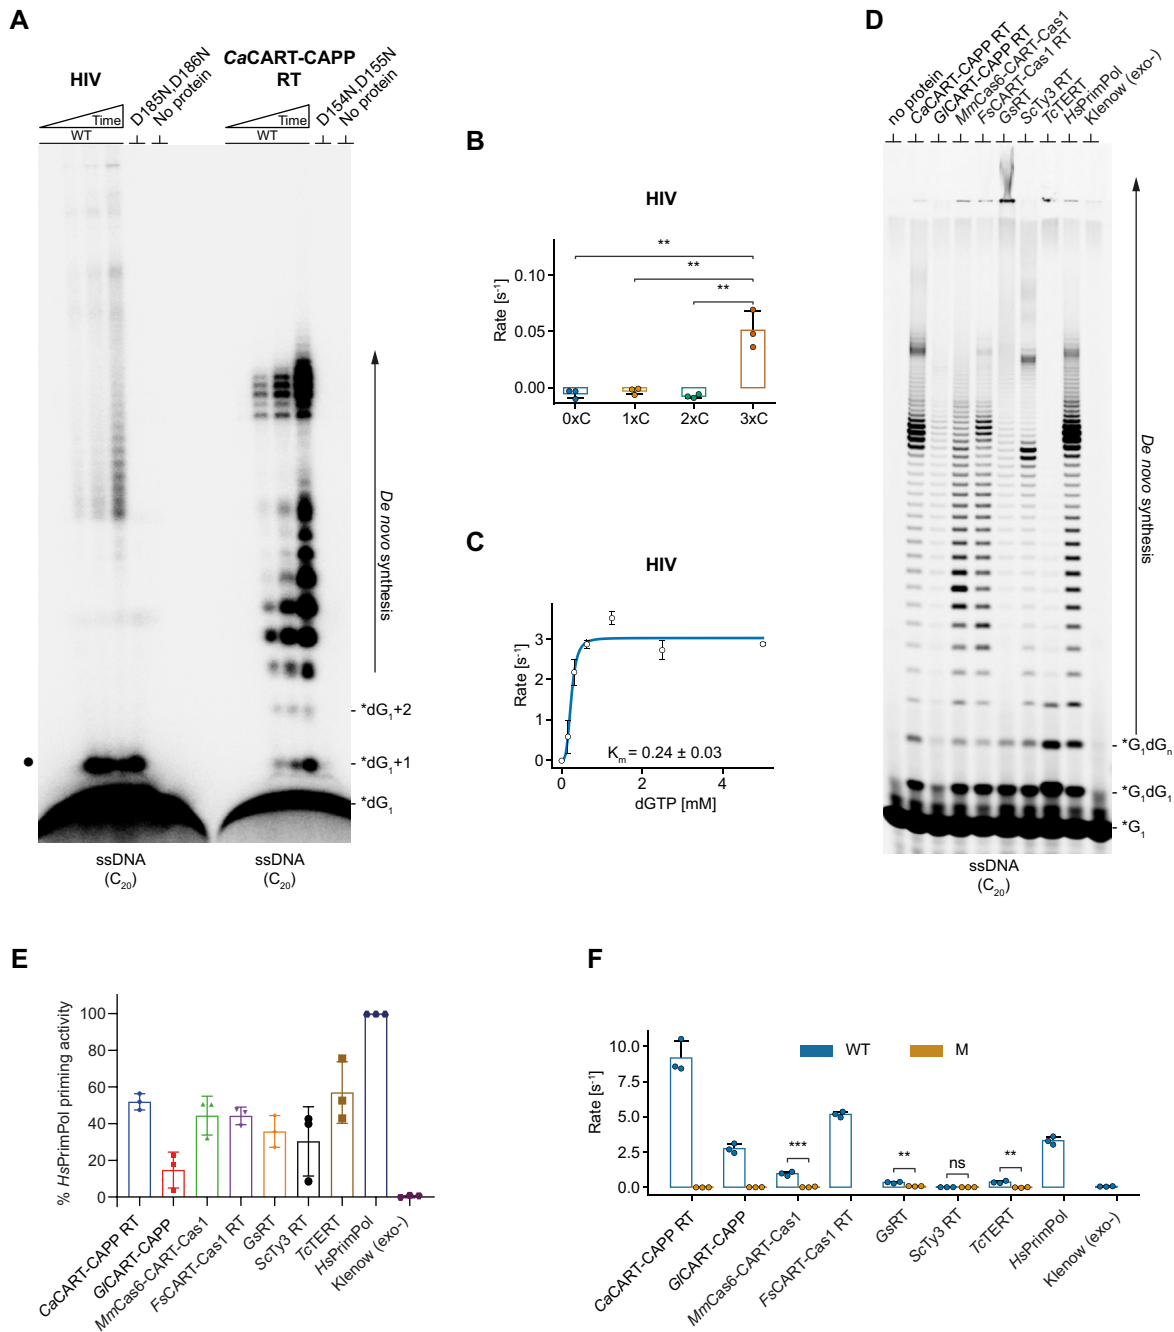 A
HIV
CaCART-CAPP
RT
Time
WT
D185N,D186N
No protein
Time
WT
D154N,D155N
No protein
De novo synthesis
*dG1+2
*dG1+1
*dG1
ssDNA
(C20)
ssDNA
(C20)
B
HIV
Rate [s-1]
0.10
0.05
0.00
**
**
**
0xC 1xC 2xC 3xC
C
HIV
Rate [s-1]
3
2
1
0
Km = 0.24 ± 0.03
0 2 4
dGTP [mM]
D
no protein
CaCART-CAPP RT
GlCART-CAPP RT
MmCas6-CART-Cas1
FsCART-Cas1 RT
GsRT
ScTy3 RT
TcTERT
HsPrimPol
Klenow (exo-)
De novo synthesis
*G1dGn
*G1dG1
*G1
ssDNA
(C20)
E
% HsPrimPol priming activity
100
80
60
40
20
0
CaCART-CAPP RT
GlCART-CAPP
MmCas6-CART-Cas1
FsCART-Cas1 RT
GsRT
ScTy3 RT
TcTERT
HsPrimPol
Klenow (exo-)
F
Rate [s-1]
10.0
7.5
5.0
2.5
0.0
WT M
***
**
ns
**
CaCART-CAPP RT
GlCART-CAPP
MmCas6-CART-Cas1
FsCART-Cas1 RT
GsRT
ScTy3 RT
TcTERT
HsPrimPol
Klenow (exo-)